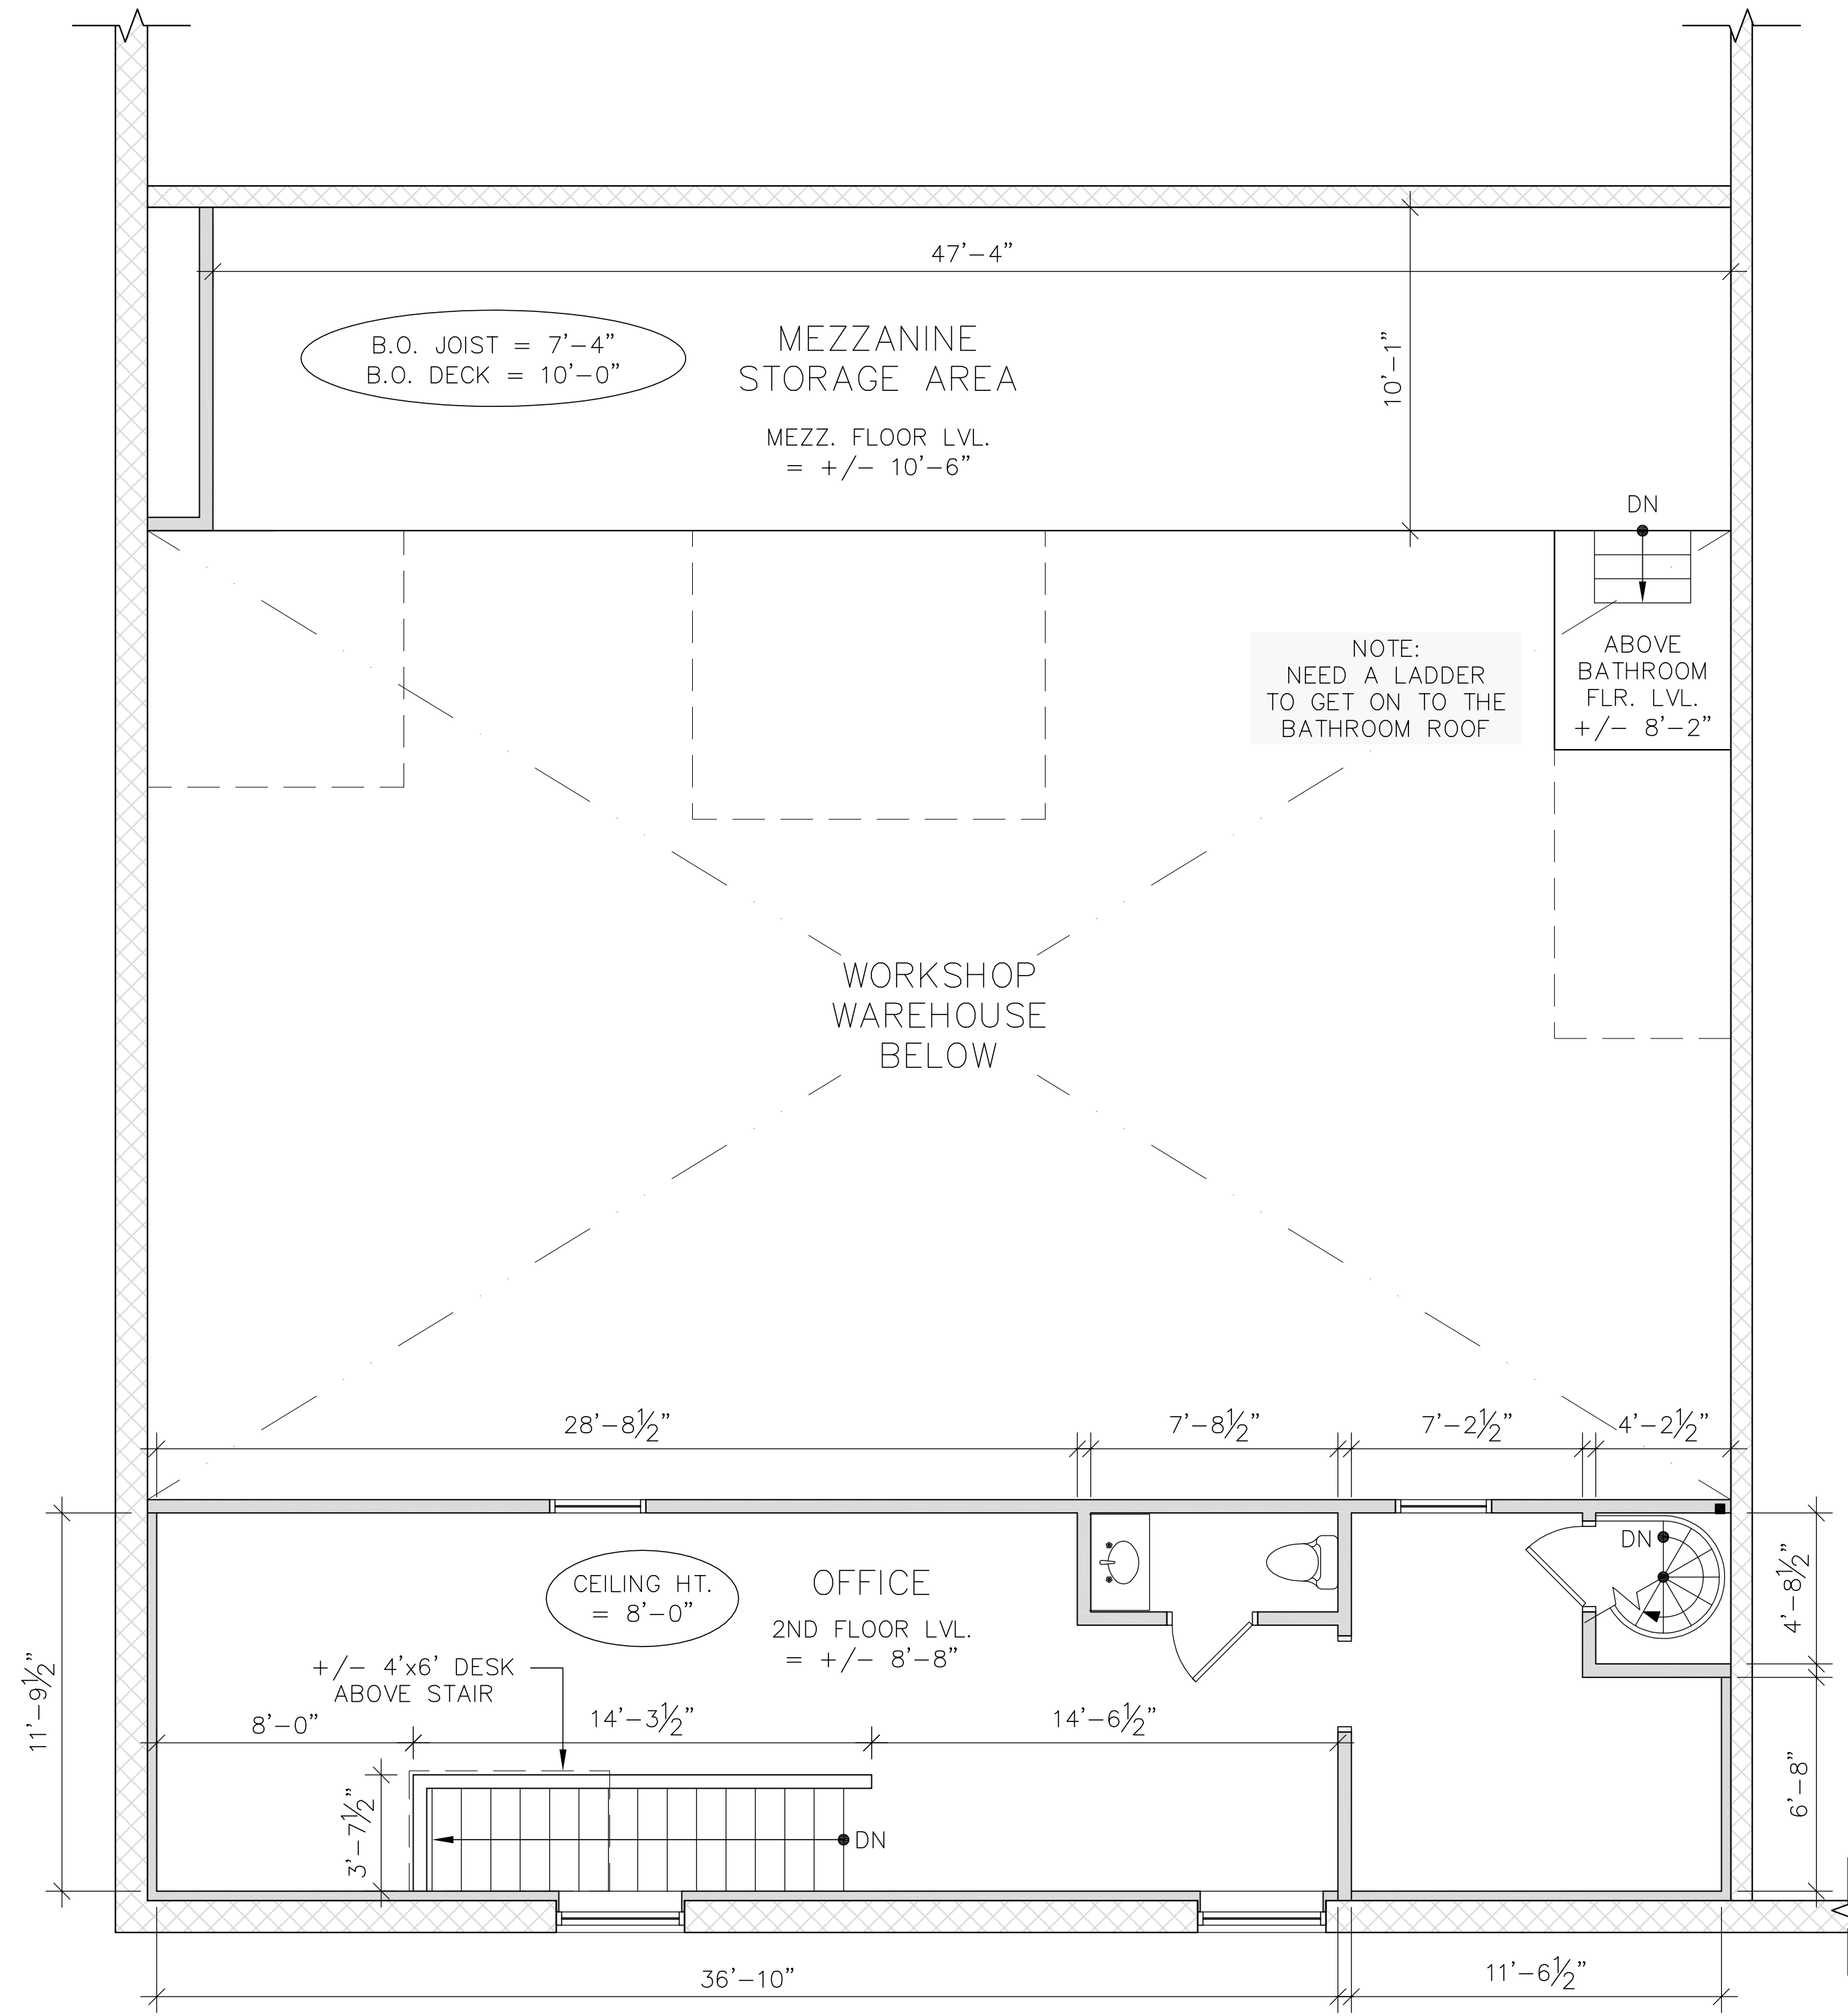 47'-4"
B.O. JOIST = 7'-4"
B.O. DECK = 10'-0"
MEZZANINE
STORAGE AREA
MEZZ. FLOOR LVL.
= +/- 10'-6"
10'-1"
DN
NOTE:
NEED A LADDER
TO GET ON TO THE
BATHROOM ROOF
ABOVE
BATHROOM
FLR. LVL.
+/- 8'-2"
WORKSHOP
WAREHOUSE
BELOW
28'-8½"
7'-8½"
7'-2½"
4'-2½"
DN
4'-8½"
CEILING HT.
= 8'-0"
OFFICE
2ND FLOOR LVL.
= +/- 8'-8"
+/- 4'x6' DESK
ABOVE STAIR
11'-9½"
8'-0"
14'-3½"
14'-6½"
3'-7½"
DN
6'-8"
36'-10"
11'-6½"